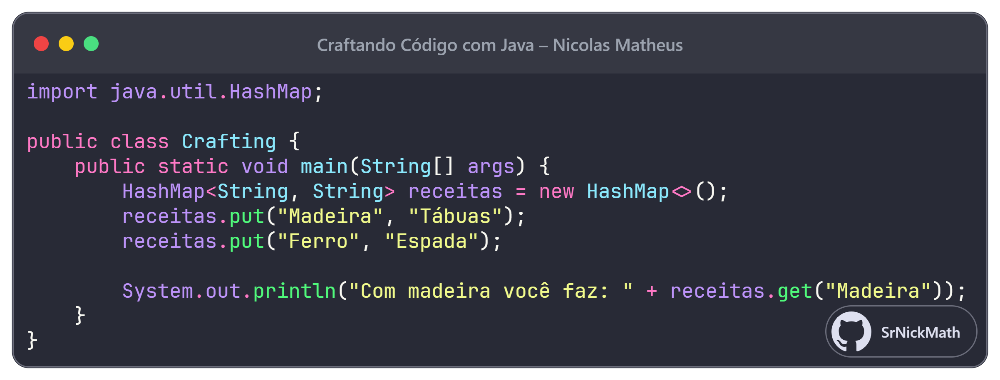 Craftando Código com Java – Nicolas Matheus
import java.util.HashMap;
public class Crafting {
    public static void main(String[] args) {
        HashMap<String, String> receitas = new HashMap<>();
        receitas.put("Madeira", "Tábuas");
        receitas.put("Ferro", "Espada");
        System.out.println("Com madeira você faz: " + receitas.get("Madeira"));
    }
}
SrNickMath